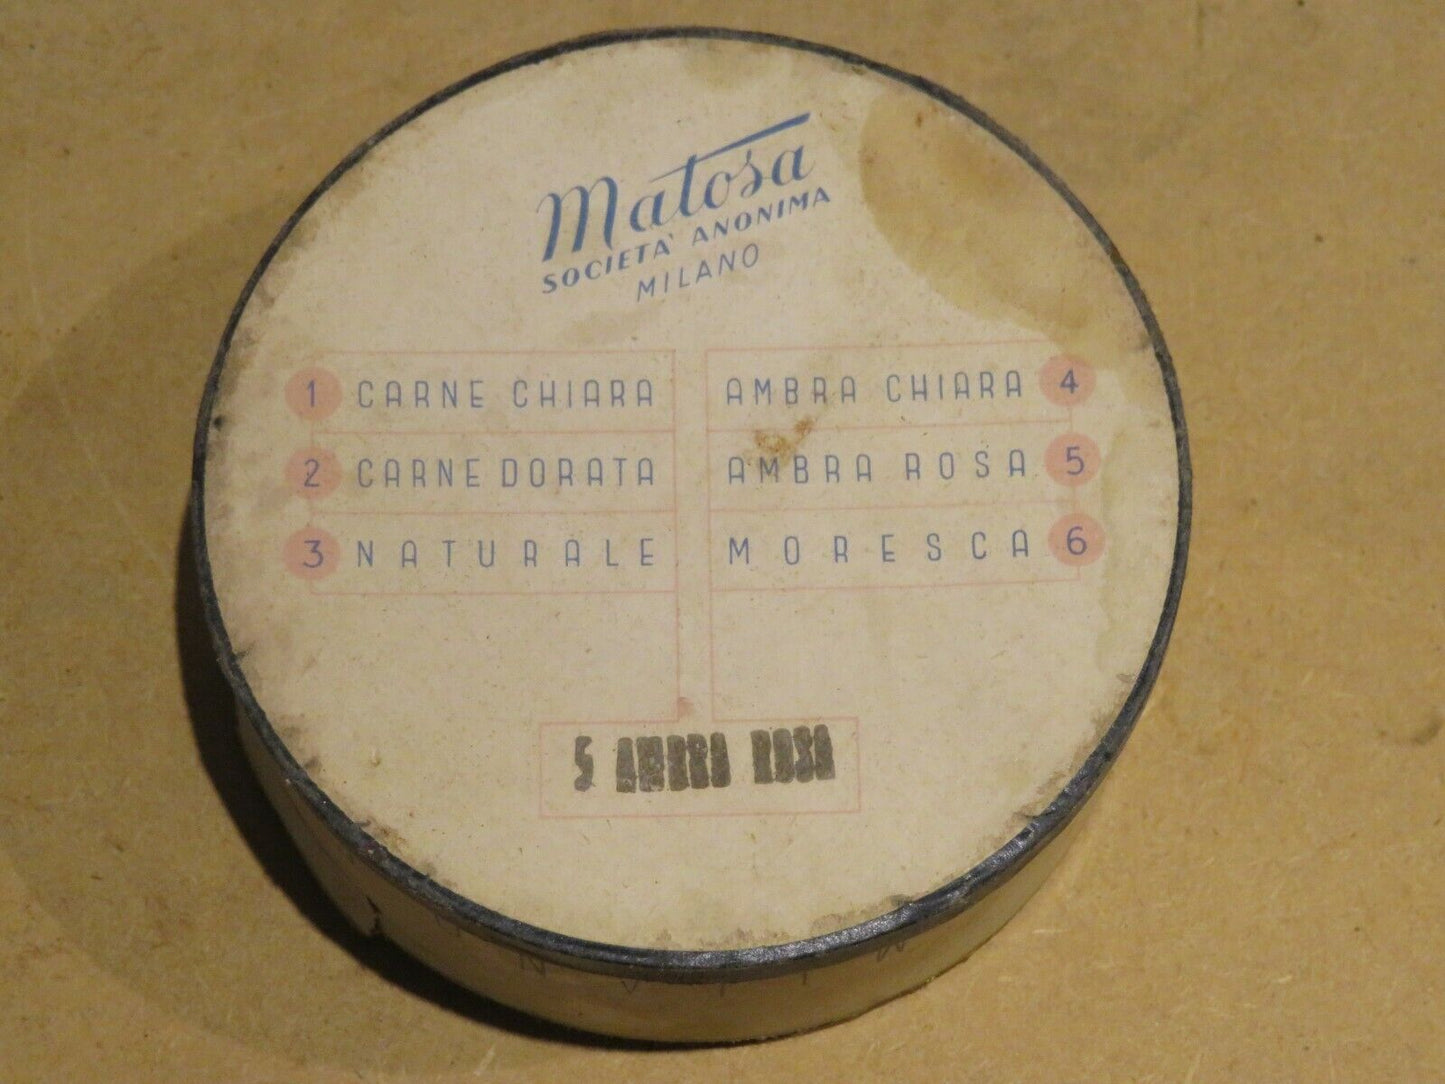 Matosa
SOCIETA' ANONIMA
MILANO
1 CARNE CHIARA
2 CARNE DORATA
3 NATURALE
AMBRA CHIARA 4
AMBRA ROSA 5
MORESCA 6
5 AMBRA ROSA